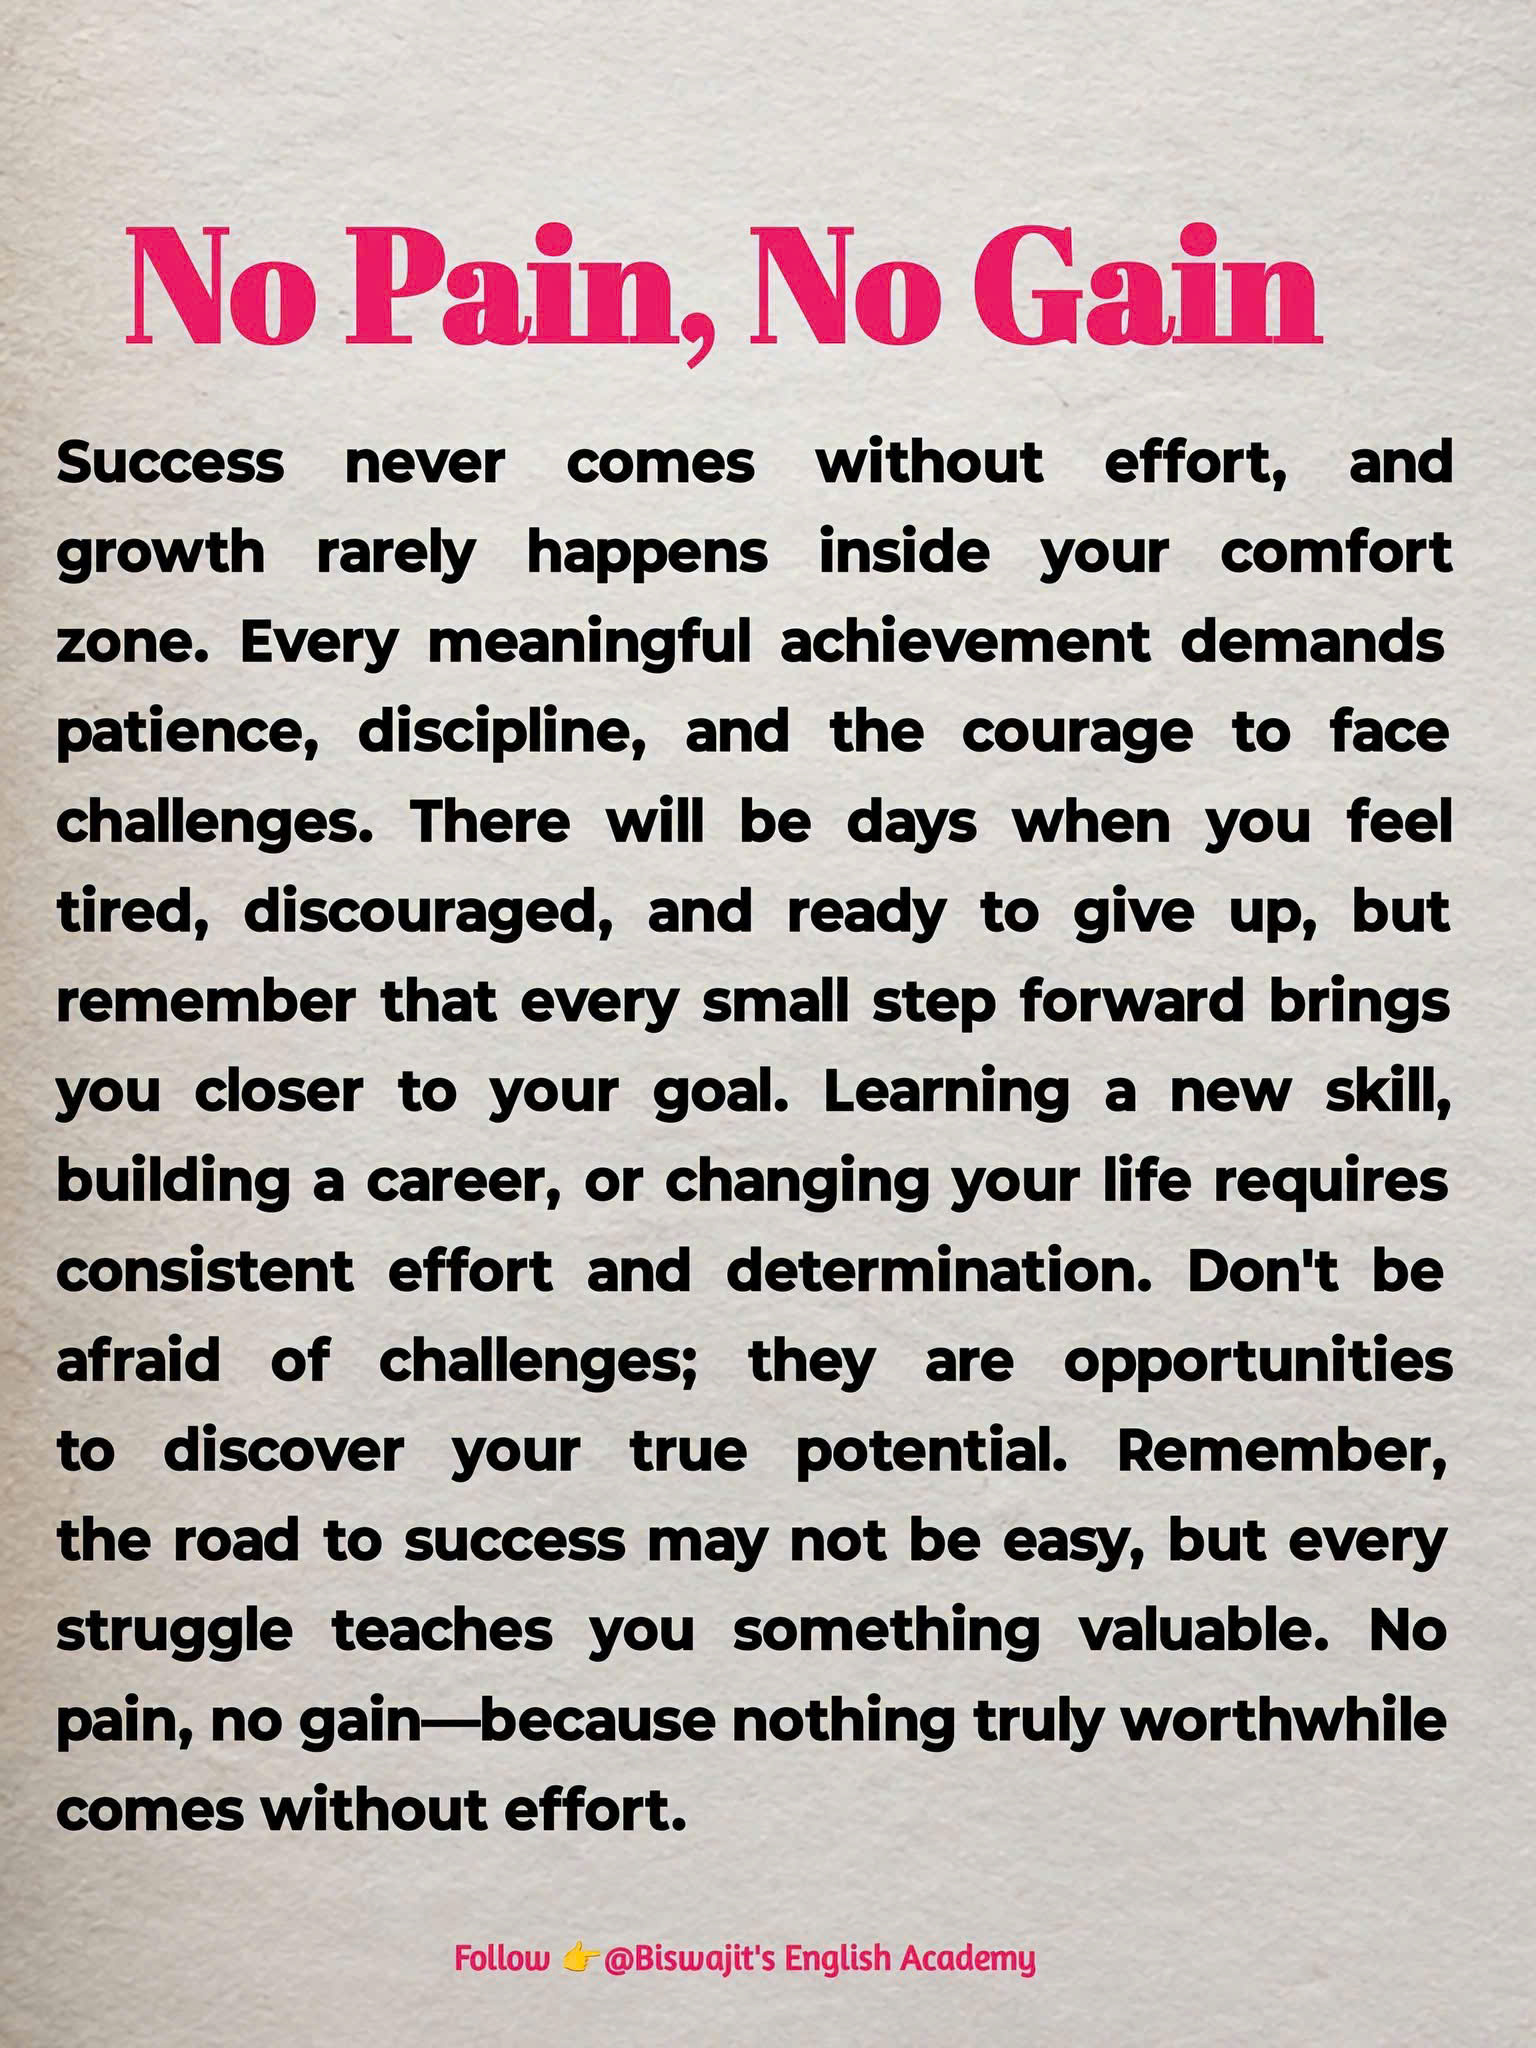 No Pain, No Gain
Success never comes without effort, and
growth rarely happens inside your comfort
zone. Every meaningful achievement demands
patience, discipline, and the courage to face
challenges. There will be days when you feel
tired, discouraged, and ready to give up, but
remember that every small step forward brings
you closer to your goal. Learning a new skill,
building a career, or changing your life requires
consistent effort and determination. Don't be
afraid of challenges; they are opportunities
to discover your true potential. Remember,
the road to success may not be easy, but every
struggle teaches you something valuable. No
pain, no gain—because nothing truly worthwhile
comes without effort.
Follow 👉@Biswajit's English Academy